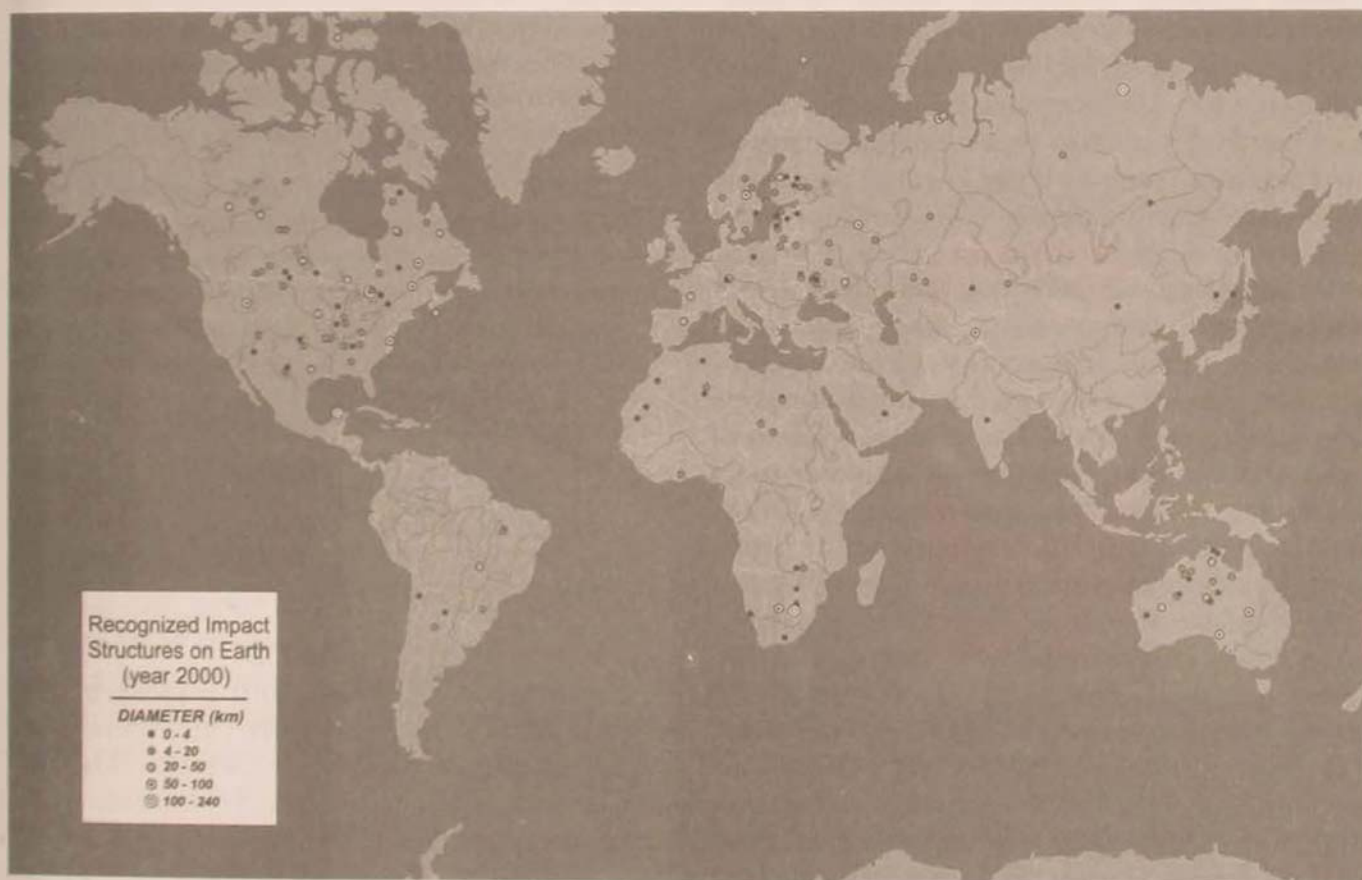 Recognized Impact
Structures on Earth
(year 2000)
DIAMETER (km)
0 - 4
4 - 20
20 - 50
50 - 100
100 - 240